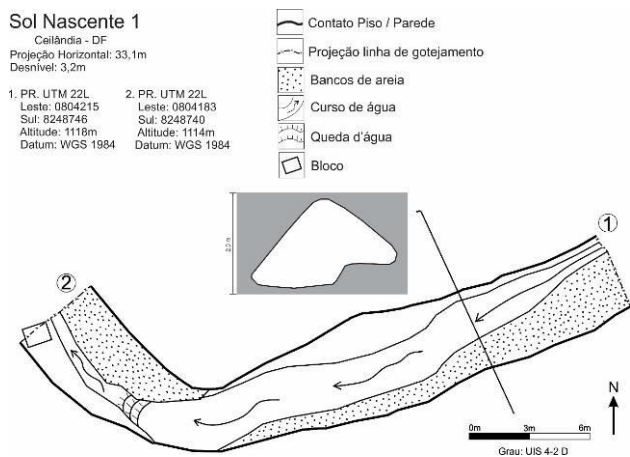 Sol Nascente 1
Ceilândia - DF
Projeção Horizontal: 33,1m
Desnível: 3,2m
1. PR. UTM 22L
Leste: 0804215
Sul: 8248746
Altitude: 1118m
Datum: WGS 1984
2. PR. UTM 22L
Leste: 0804183
Sul: 8248740
Altitude: 1114m
Datum: WGS 1984
Contato Piso / Parede
Projeção linha de gotejamento
Bancos de areia
Curso de água
Queda d'água
Bloco
2,0 m
1
2
N
0m 3m 6m
Grau: UIS 4-2 D